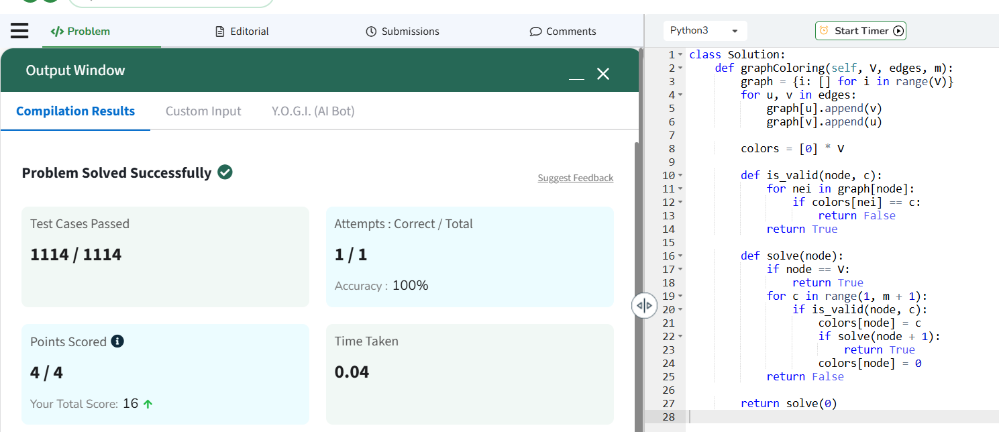 Problem
Editorial
Submissions
Comments
Output Window
Compilation Results
Custom Input
Y.O.G.I. (AI Bot)
Problem Solved Successfully
Suggest Feedback
Test Cases Passed
1114 / 1114
Attempts : Correct / Total
1 / 1
Accuracy : 100%
Points Scored
4 / 4
Your Total Score: 16
Time Taken
0.04
Python3
Start Timer
1 class Solution:
2     def graphColoring(self, V, edges, m):
3         graph = {i: [] for i in range(V)}
4         for u, v in edges:
5             graph[u].append(v)
6             graph[v].append(u)
7
8         colors = [0] * V
9
10         def is_valid(node, c):
11             for nei in graph[node]:
12                 if colors[nei] == c:
13                     return False
14             return True
15
16         def solve(node):
17             if node == V:
18                 return True
19             for c in range(1, m + 1):
20                 if is_valid(node, c):
21                     colors[node] = c
22                     if solve(node + 1):
23                         return True
24                     colors[node] = 0
25             return False
26
27         return solve(0)
28